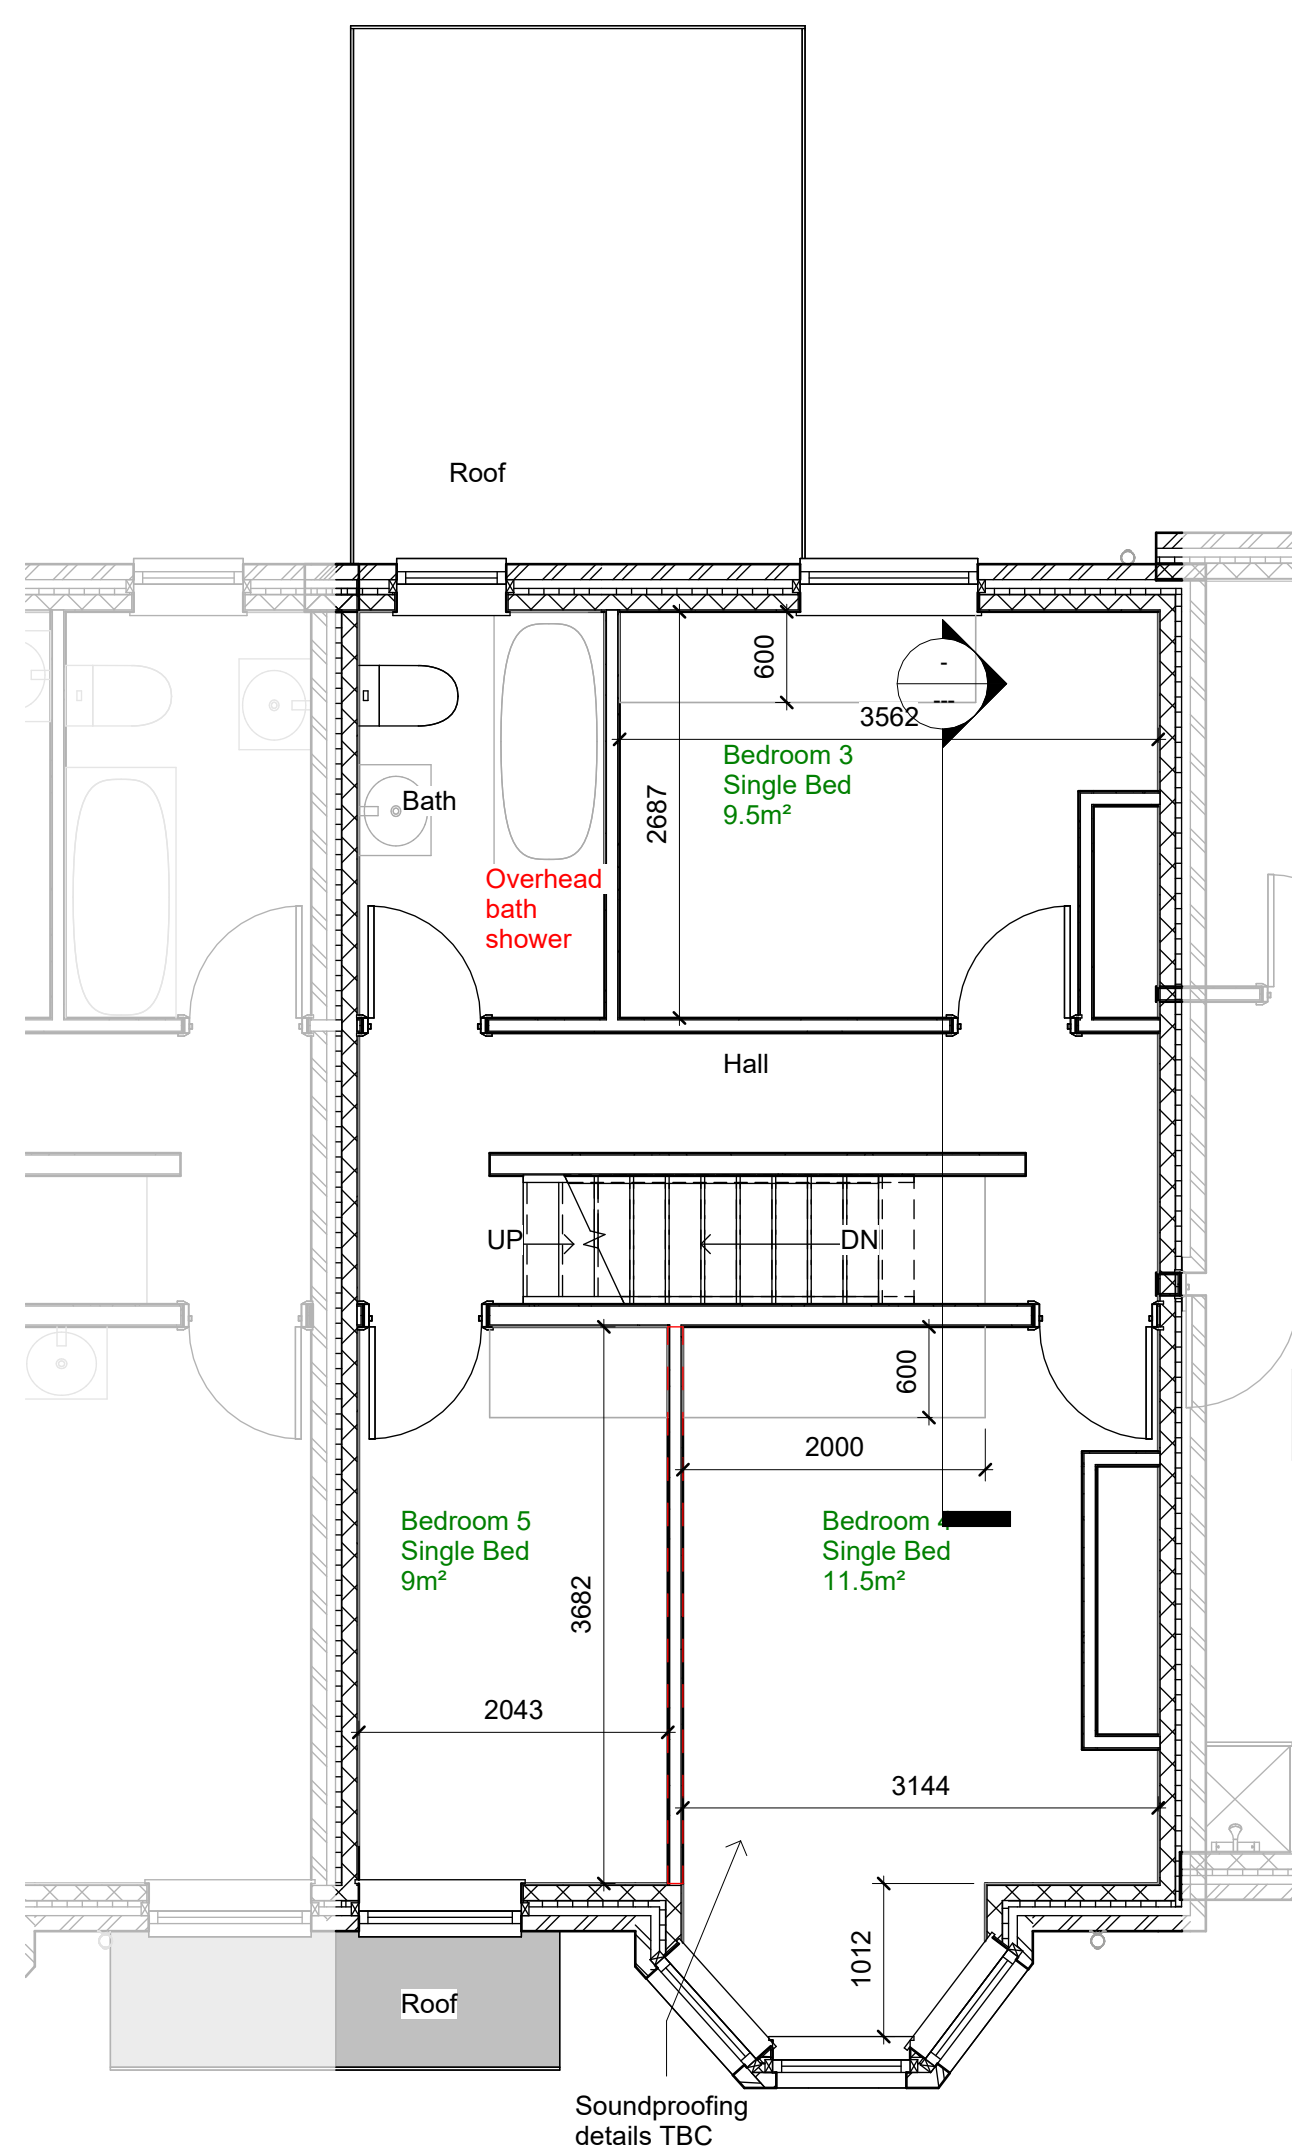 Roof
600
-
---
3562
Bedroom 3
Single Bed
9.5m²
2687
Bath
Overhead
bath
shower
Hall
UP
DN
600
2000
Bedroom 5
Single Bed
9m²
Bedroom 4
Single Bed
11.5m²
3682
2043
3144
1012
Roof
Soundproofing
details TBC